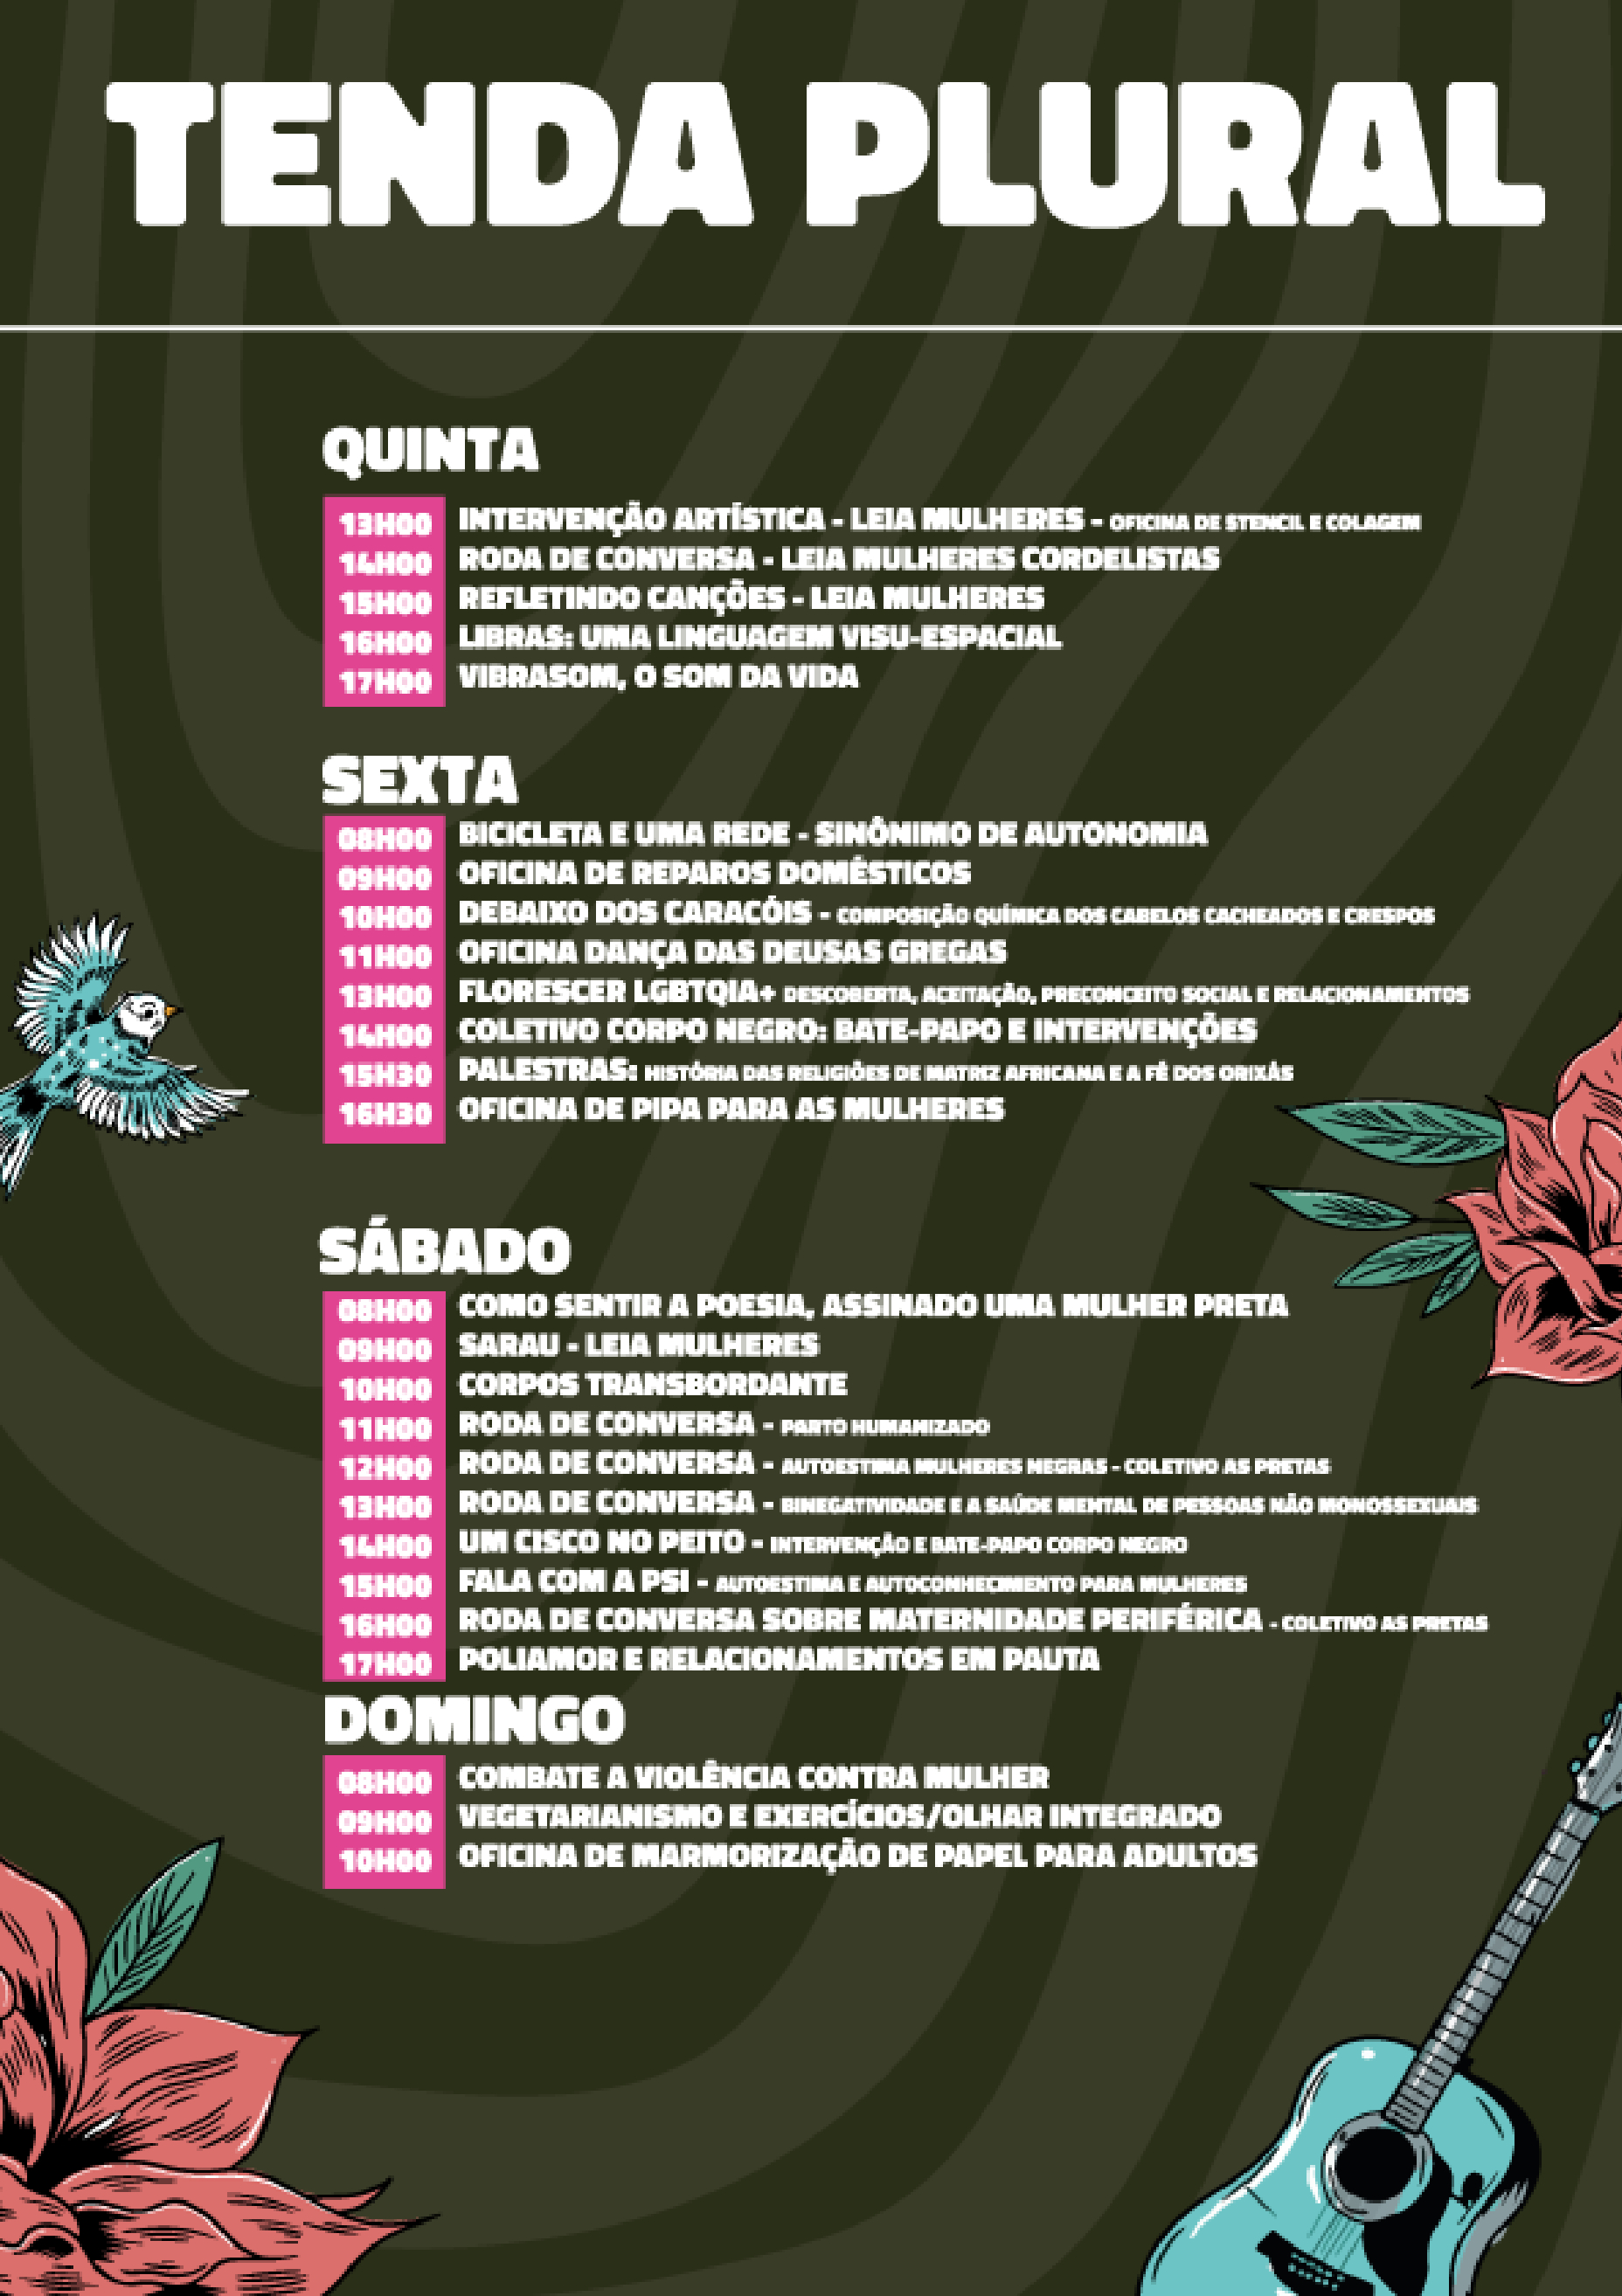 TENDA PLURAL
QUINTA
13H00 INTERVENÇÃO ARTÍSTICA - LEIA MULHERES - OFICINA DE STENCIL E COLAGEM
14H00 RODA DE CONVERSA - LEIA MULHERES CORDELISTAS
15H00 REFLETINDO CANÇÕES - LEIA MULHERES
16H00 LIBRAS: UMA LINGUAGEM VISU-ESPACIAL
17H00 VIBRASOM, O SOM DA VIDA
SEXTA
08H00 BICICLETA E UMA REDE - SINÔNIMO DE AUTONOMIA
09H00 OFICINA DE REPAROS DOMÉSTICOS
10H00 DEBAIXO DOS CARACÓIS - COMPOSIÇÃO QUÍMICA DOS CABELOS CACHEADOS E CRESPOS
11H00 OFICINA DANÇA DAS DEUSAS GREGAS
13H00 FLORESCER LGBTQIA+ DESCOBERTA, ACEITAÇÃO, PRECONCEITO SOCIAL E RELACIONAMENTOS
14H00 COLETIVO CORPO NEGRO: BATE-PAPO E INTERVENÇÕES
15H30 PALESTRAS: HISTÓRIA DAS RELIGIÕES DE MATRIZ AFRICANA E A FÉ DOS ORIXÁS
16H30 OFICINA DE PIPA PARA AS MULHERES
SÁBADO
08H00 COMO SENTIR A POESIA, ASSINADO UMA MULHER PRETA
09H00 SARAU - LEIA MULHERES
10H00 CORPOS TRANSBORDANTE
11H00 RODA DE CONVERSA - PARTO HUMANIZADO
12H00 RODA DE CONVERSA - AUTOESTIMA MULHERES NEGRAS - COLETIVO AS PRETAS
13H00 RODA DE CONVERSA - BINEGATIVIDADE E A SAÚDE MENTAL DE PESSOAS NÃO MONOSSEXUAIS
14H00 UM CISCO NO PEITO - INTERVENÇÃO E BATE-PAPO CORPO NEGRO
15H00 FALA COM A PSI - AUTOESTIMA E AUTOCONHECIMENTO PARA MULHERES
16H00 RODA DE CONVERSA SOBRE MATERNIDADE PERIFÉRICA - COLETIVO AS PRETAS
17H00 POLIAMOR E RELACIONAMENTOS EM PAUTA
DOMINGO
08H00 COMBATE A VIOLÊNCIA CONTRA MULHER
09H00 VEGETARIANISMO E EXERCÍCIOS/OLHAR INTEGRADO
10H00 OFICINA DE MARMORIZAÇÃO DE PAPEL PARA ADULTOS